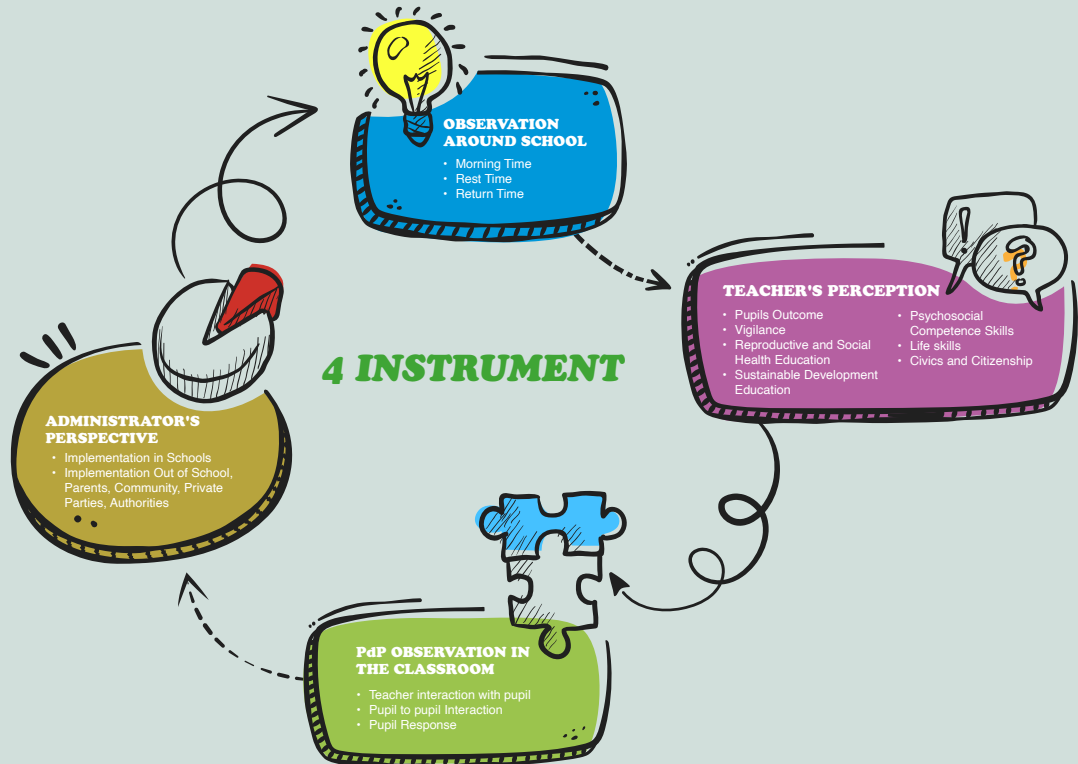 OBSERVATION
AROUND SCHOOL
• Morning Time
• Rest Time
• Return Time
TEACHER'S PERCEPTION
• Pupils Outcome
• Vigilance
• Reproductive and Social
Health Education
• Sustainable Development
Education
• Psychosocial
Competence Skills
• Life skills
• Civics and Citizenship
4 INSTRUMENT
ADMINISTRATOR'S
PERSPECTIVE
• Implementation in Schools
• Implementation Out of School,
Parents, Community, Private
Parties, Authorities
PdP OBSERVATION IN
THE CLASSROOM
• Teacher interaction with pupil
• Pupil to pupil Interaction
• Pupil Response